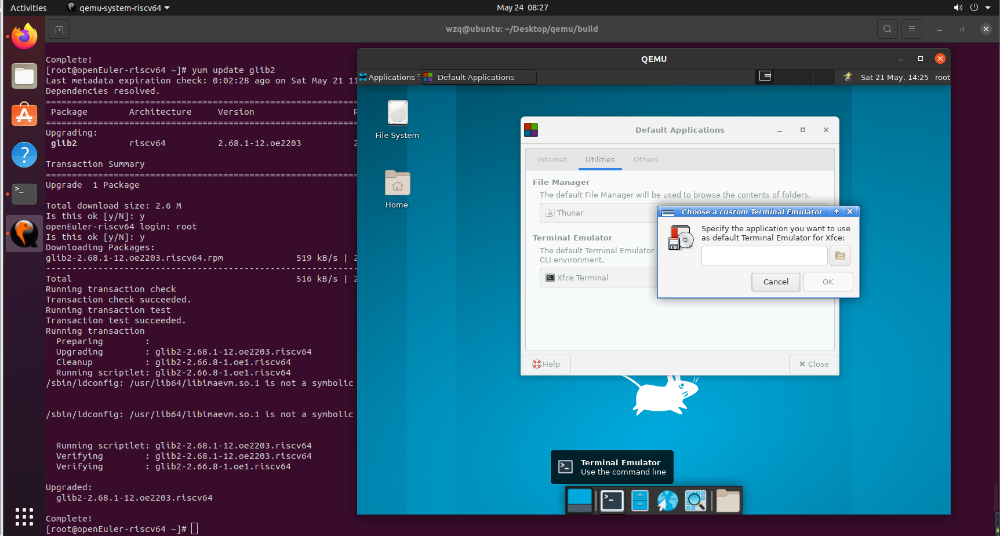 Activities
qemu-system-riscv64
May 24 08:27
wzq@ubuntu: ~/Desktop/qemu/build
Complete!
[root@openEuler-riscv64 ~]# yum update glib2
Last metadata expiration check: 0:02:28 ago on Sat May 21 11
Dependencies resolved.
================================================================
Package Architecture Version R
================================================================
Upgrading:
glib2 riscv64 2.68.1-12.oe2203 2
Transaction Summary
================================================================
Upgrade 1 Package
Total download size: 2.6 M
Is this ok [y/N]: y
openEuler-riscv64 login: root
Is this ok [y/N]: y
Downloading Packages:
glib2-2.68.1-12.oe2203.riscv64.rpm 519 kB/s | 2
----------------------------------------------------------------
Total 516 kB/s | 2
Running transaction check
Transaction check succeeded.
Running transaction test
Transaction test succeeded.
Running transaction
Preparing :
Upgrading : glib2-2.68.1-12.oe2203.riscv64
Cleanup : glib2-2.66.8-1.oe1.riscv64
Running scriptlet: glib2-2.66.8-1.oe1.riscv64
/sbin/ldconfig: /usr/lib64/libimaevm.so.1 is not a symbolic
/sbin/ldconfig: /usr/lib64/libimaevm.so.1 is not a symbolic
Running scriptlet: glib2-2.68.1-12.oe2203.riscv64
Verifying : glib2-2.68.1-12.oe2203.riscv64
Verifying : glib2-2.66.8-1.oe1.riscv64
Upgraded:
glib2-2.68.1-12.oe2203.riscv64
Complete!
[root@openEuler-riscv64 ~]#
QEMU
Applications
Default Applications
Sat 21 May, 14:25
root
File System
Home
Default Applications
Internet
Utilities
Others
File Manager
The default File Manager will be used to browse the contents of folders.
Thunar
Terminal Emulator
The default Terminal Emulator
CLI environment.
Xfce Terminal
Help
Close
Choose a custom Terminal Emulator
Specify the application you want to use
as default Terminal Emulator for Xfce:
Cancel
OK
Terminal Emulator
Use the command line